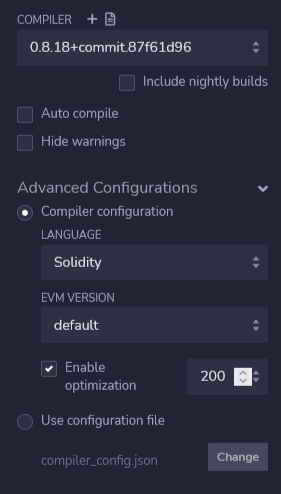 COMPILER
0.8.18+commit.87f61d96
Include nightly builds
Auto compile
Hide warnings
Advanced Configurations
Compiler configuration
LANGUAGE
Solidity
EVM VERSION
default
Enable
optimization
200
Use configuration file
compiler_config.json
Change